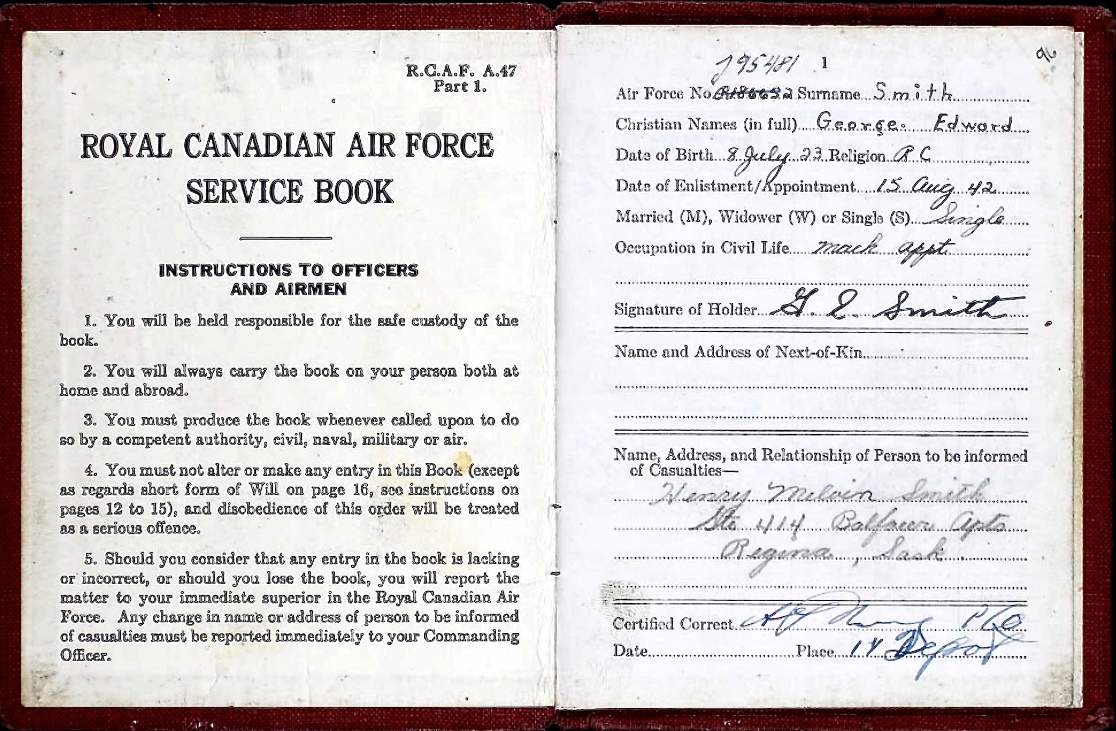 R.C.A.F. A.47
Part 1.
ROYAL CANADIAN AIR FORCE
SERVICE BOOK
INSTRUCTIONS TO OFFICERS
AND AIRMEN
1. You will be held responsible for the safe custody of the
book.
2. You will always carry the book on your person both at
home and abroad.
3. You must produce the book whenever called upon to do
so by a competent authority, civil, naval, military or air.
4. You must not alter or make any entry in this Book (except
as regards short form of Will on page 16, see instructions on
pages 12 to 15), and disobedience of this order will be treated
as a serious offence.
5. Should you consider that any entry in the book is lacking
or incorrect, or should you lose the book, you will report the
matter to your immediate superior in the Royal Canadian Air
Force. Any change in name or address of person to be informed
of casualties must be reported immediately to your Commanding
Officer.
J95481 1
Air Force No. Surname Smith
Christian Names (in full) George Edward
Date of Birth 8 July 23 Religion R C
Date of Enlistment/Appointment 15 Aug 42
Married (M), Widower (W) or Single (S) Single
Occupation in Civil Life mach appt
Signature of Holder G. E. Smith
Name and Address of Next-of-Kin
Name, Address, and Relationship of Person to be informed
of Casualties—
Henry Melvin Smith
Ste 414 Balfour Apts
Regina, Sask.
Certified Correct
Date Place 14 Depot